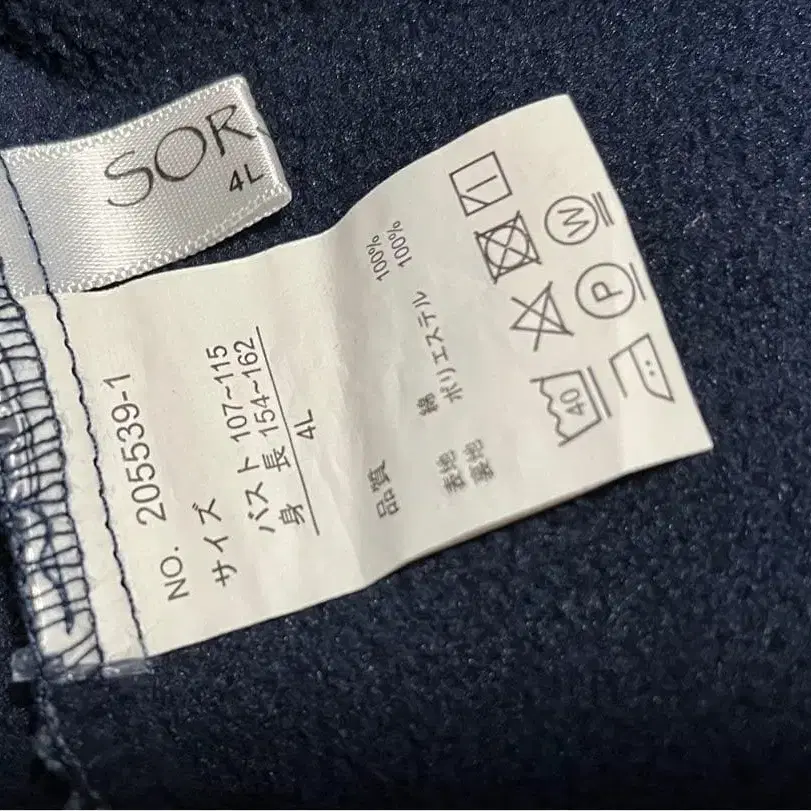 SOR
4L
NO. 205539-1
サイズ
バスト 107~115
身 長 154~162
4L
品質
表地 綿 100%
裏地 ポリエステル 100%
40
P
W